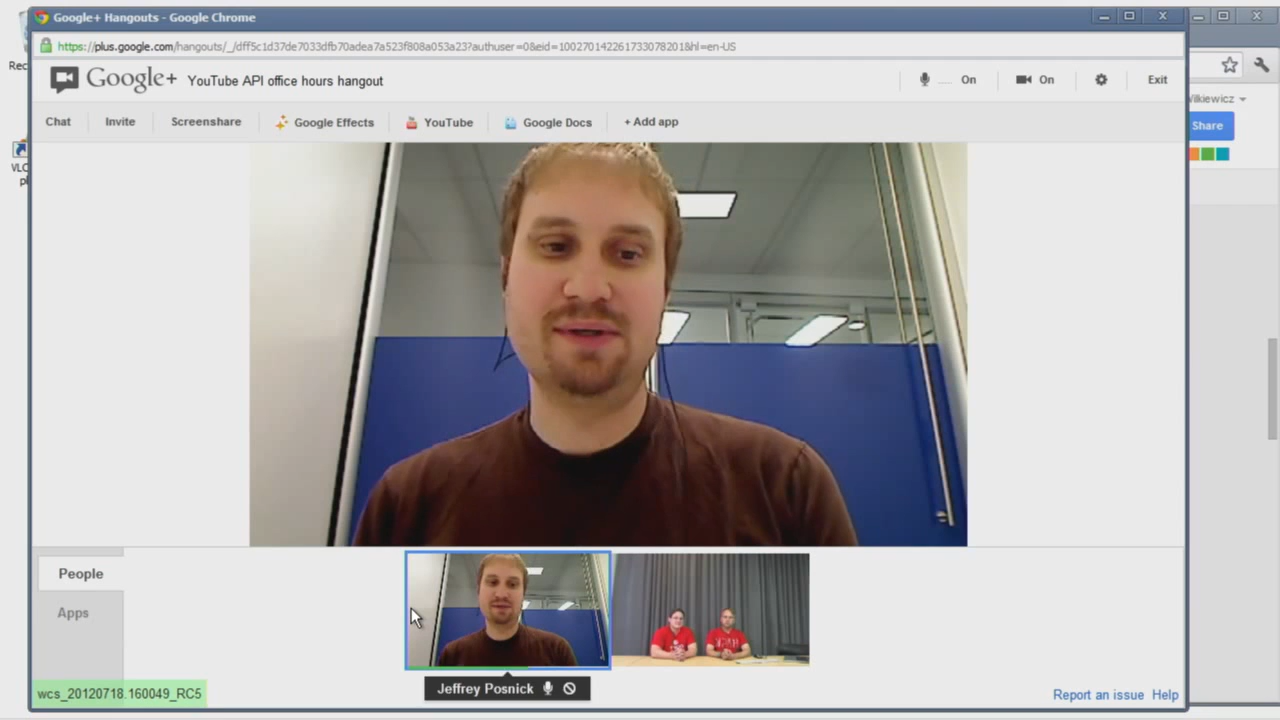 Google+ Hangouts - Google Chrome
https://plus.google.com/hangouts/_/dff5c1d37de7033dfb70adea7a523f808a053a23?authuser=0&eid=100270142261733078201&hl=en-US
Google+ YouTube API office hours hangout
On On Exit
Chat Invite Screenshare Google Effects YouTube Google Docs + Add app
Wilkiewicz
Share
People
Apps
Jeffrey Posnick
wcs_20120718.160049_RC5
Report an issue Help